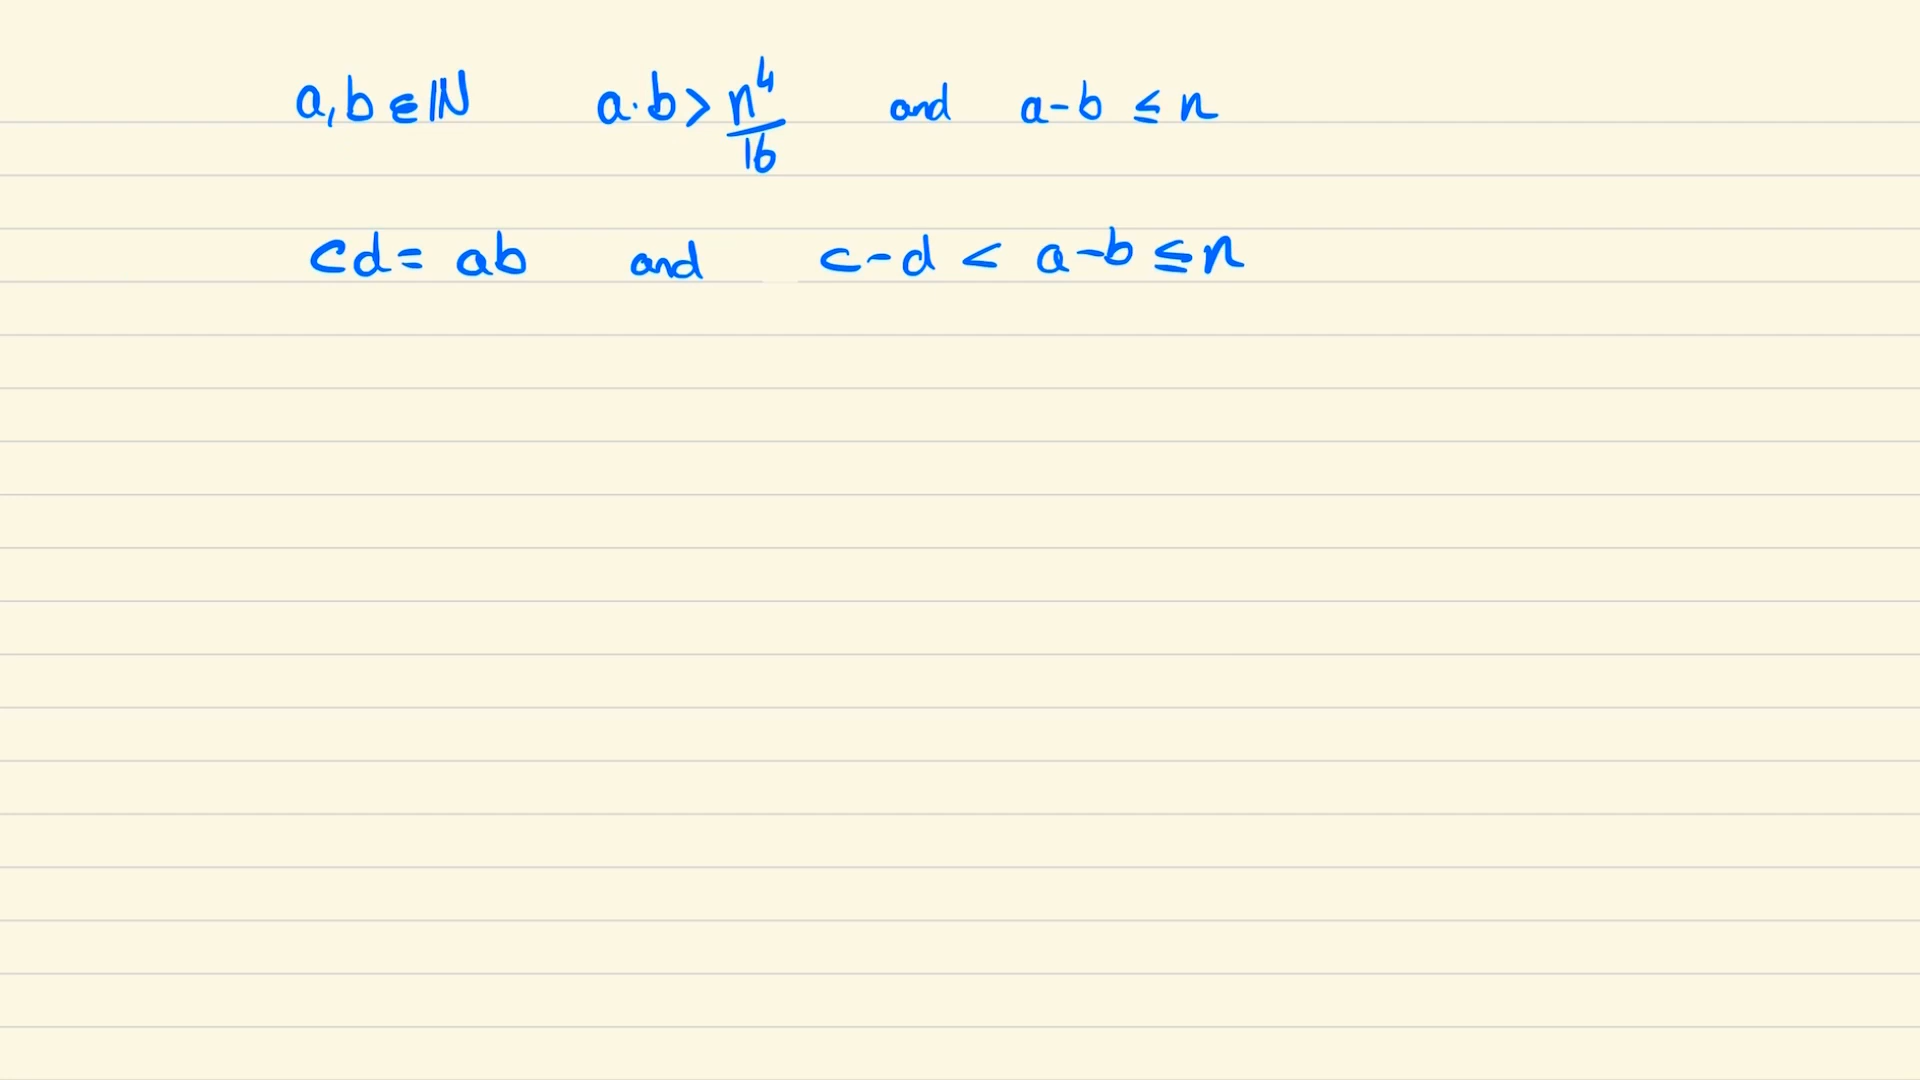 a,b ∈ ℕ a·b > n⁴/16 and a-b ≤ n
cd = ab and c-d < a-b ≤ n